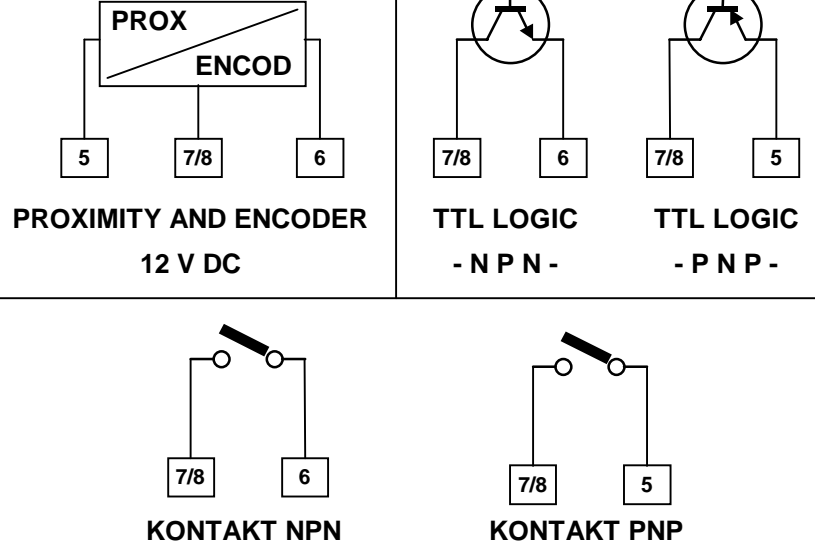 PROX
ENCOD
5
7/8
6
PROXIMITY AND ENCODER
12 V DC
7/8
6
TTL LOGIC
- N P N -
7/8
5
TTL LOGIC
- P N P -
7/8
6
KONTAKT NPN
7/8
5
KONTAKT PNP